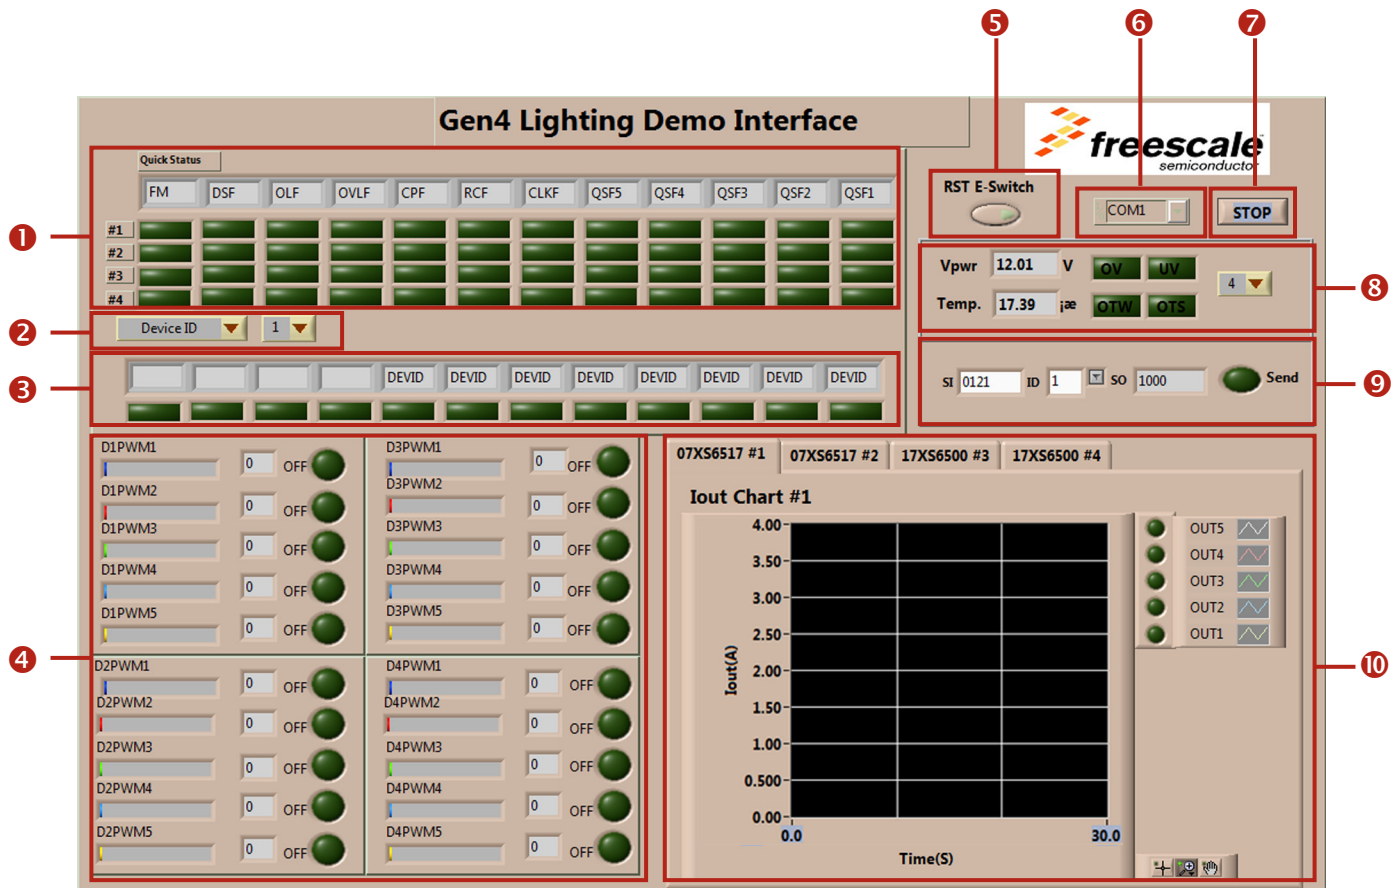 5 6 7
Gen4 Lighting Demo Interface
freescale
semiconductor
Quick Status
FM DSF OLF OVLF CPF RCF CLKF QSF5 QSF4 QSF3 QSF2 QSF1
#1
#2
#3
#4
1
RST E-Switch
COM1
STOP
Vpwr 12.01 V OV UV 4
Temp. 17.39 ¡æ OTW OTS
8
2
Device ID 1
3
DEVID DEVID DEVID DEVID DEVID DEVID DEVID DEVID
SI 0121 ID 1 SO 1000 Send
9
4
D1PWM1 0 OFF
D1PWM2 0 OFF
D1PWM3 0 OFF
D1PWM4 0 OFF
D1PWM5 0 OFF
D3PWM1 0 OFF
D3PWM2 0 OFF
D3PWM3 0 OFF
D3PWM4 0 OFF
D3PWM5 0 OFF
D2PWM1 0 OFF
D2PWM2 0 OFF
D2PWM3 0 OFF
D2PWM4 0 OFF
D2PWM5 0 OFF
D4PWM1 0 OFF
D4PWM2 0 OFF
D4PWM3 0 OFF
D4PWM4 0 OFF
D4PWM5 0 OFF
07XS6517 #1 07XS6517 #2 17XS6500 #3 17XS6500 #4
Iout Chart #1
4.00
3.50
3.00
2.50
2.00
1.50
1.00
0.500
0.00
Iout(A)
0.0 30.0
Time(S)
OUT5
OUT4
OUT3
OUT2
OUT1
10